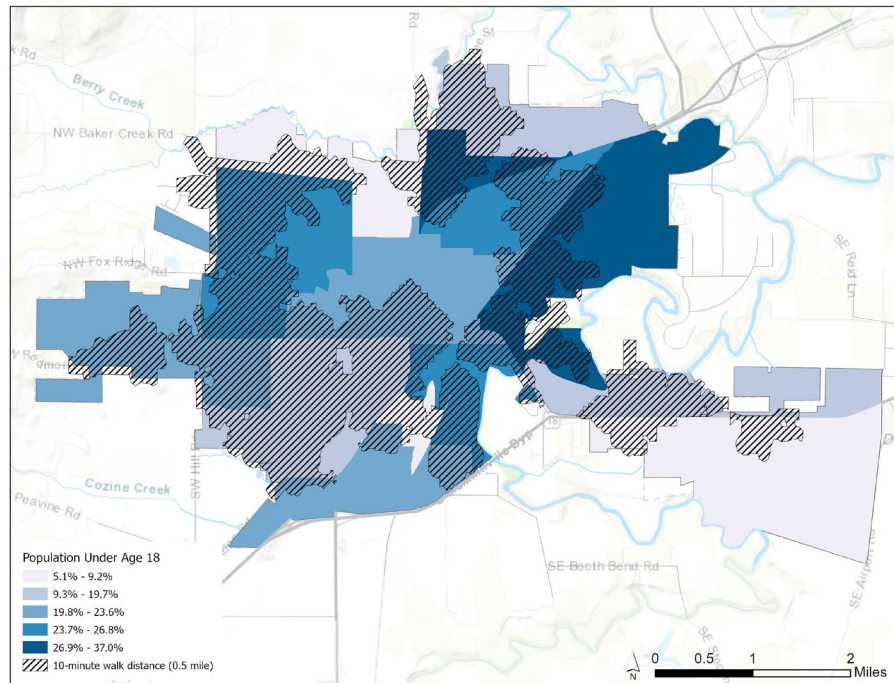 Berry Creek
NW Baker Creek Rd
NW Fox Ridge Rd
SE Reid Ln
SW Hill Rd
Cozine Creek
Peavine Rd
18
SE Booth Bend Rd
SE Airport Rd
Population Under Age 18
5.1% - 9.2%
9.3% - 19.7%
19.8% - 23.6%
23.7% - 26.8%
26.9% - 37.0%
10-minute walk distance (0.5 mile)
N
0 0.5 1 2
Miles